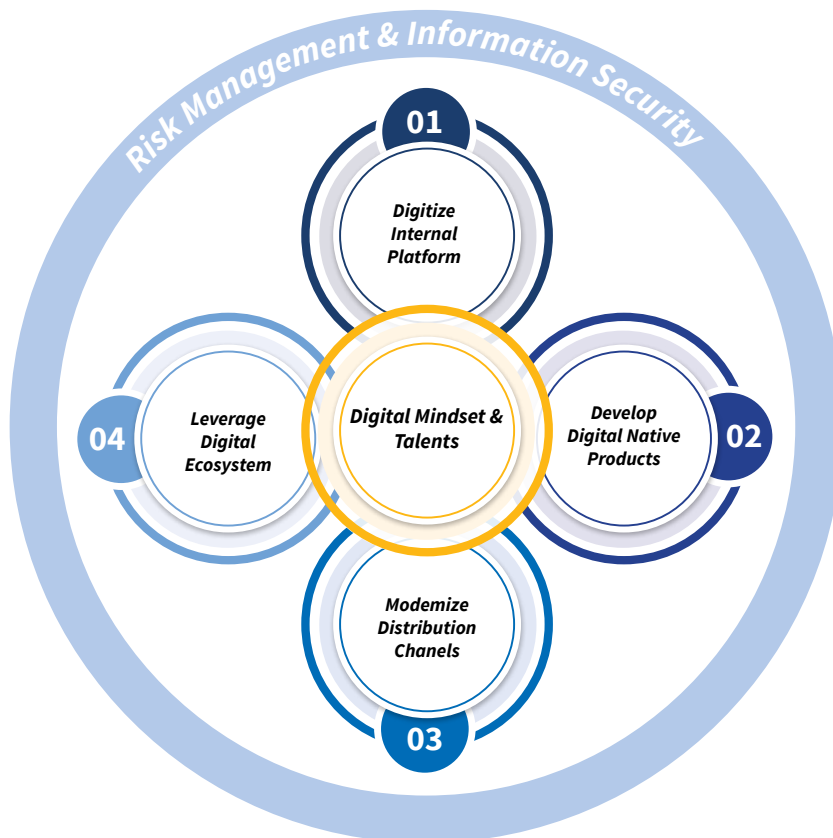 Risk Management & Information Security
01
Digitize
Internal
Platform
02
Develop
Digital Native
Products
Digital Mindset &
Talents
04
Leverage
Digital
Ecosystem
Modemize
Distribution
Chanels
03